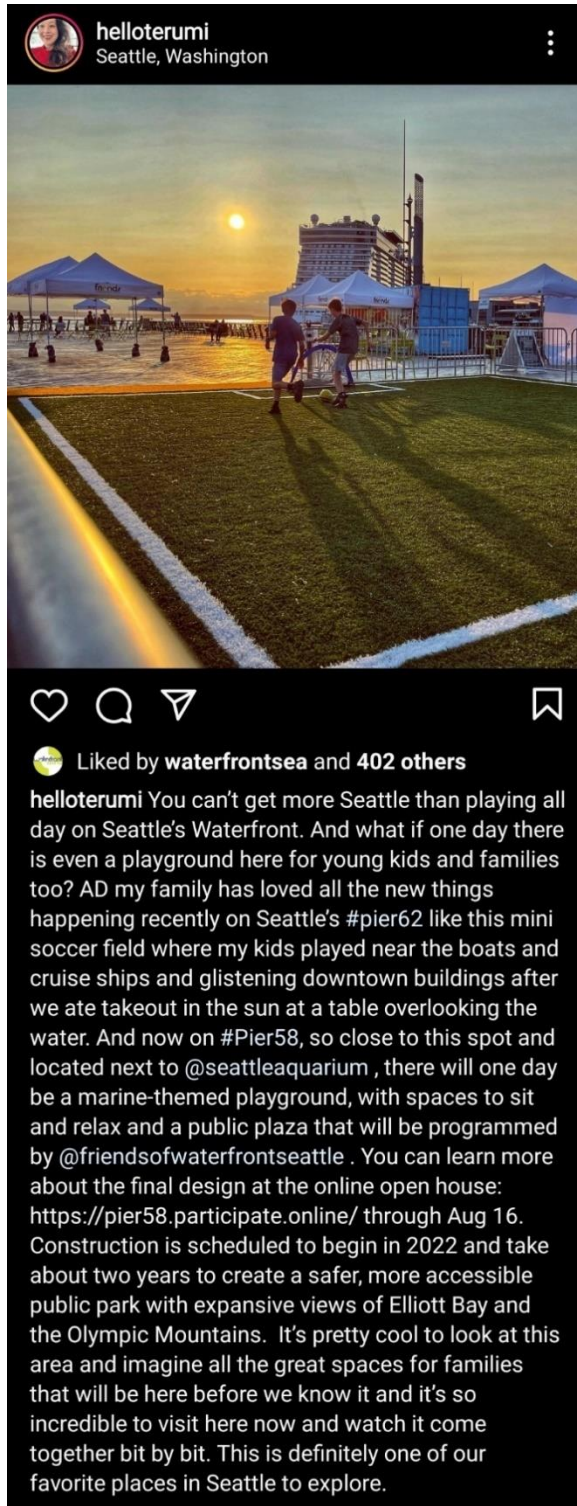 helloterumi
Seattle, Washington
Liked by waterfrontsea and 402 others
helloterumi You can't get more Seattle than playing all
day on Seattle's Waterfront. And what if one day there
is even a playground here for young kids and families
too? AD my family has loved all the new things
happening recently on Seattle's #pier62 like this mini
soccer field where my kids played near the boats and
cruise ships and glistening downtown buildings after
we ate takeout in the sun at a table overlooking the
water. And now on #Pier58, so close to this spot and
located next to @seattleaquarium , there will one day
be a marine-themed playground, with spaces to sit
and relax and a public plaza that will be programmed
by @friendsofwaterfrontseattle . You can learn more
about the final design at the online open house:
https://pier58.participate.online/ through Aug 16.
Construction is scheduled to begin in 2022 and take
about two years to create a safer, more accessible
public park with expansive views of Elliott Bay and
the Olympic Mountains.  It's pretty cool to look at this
area and imagine all the great spaces for families
that will be here before we know it and it's so
incredible to visit here now and watch it come
together bit by bit. This is definitely one of our
favorite places in Seattle to explore.